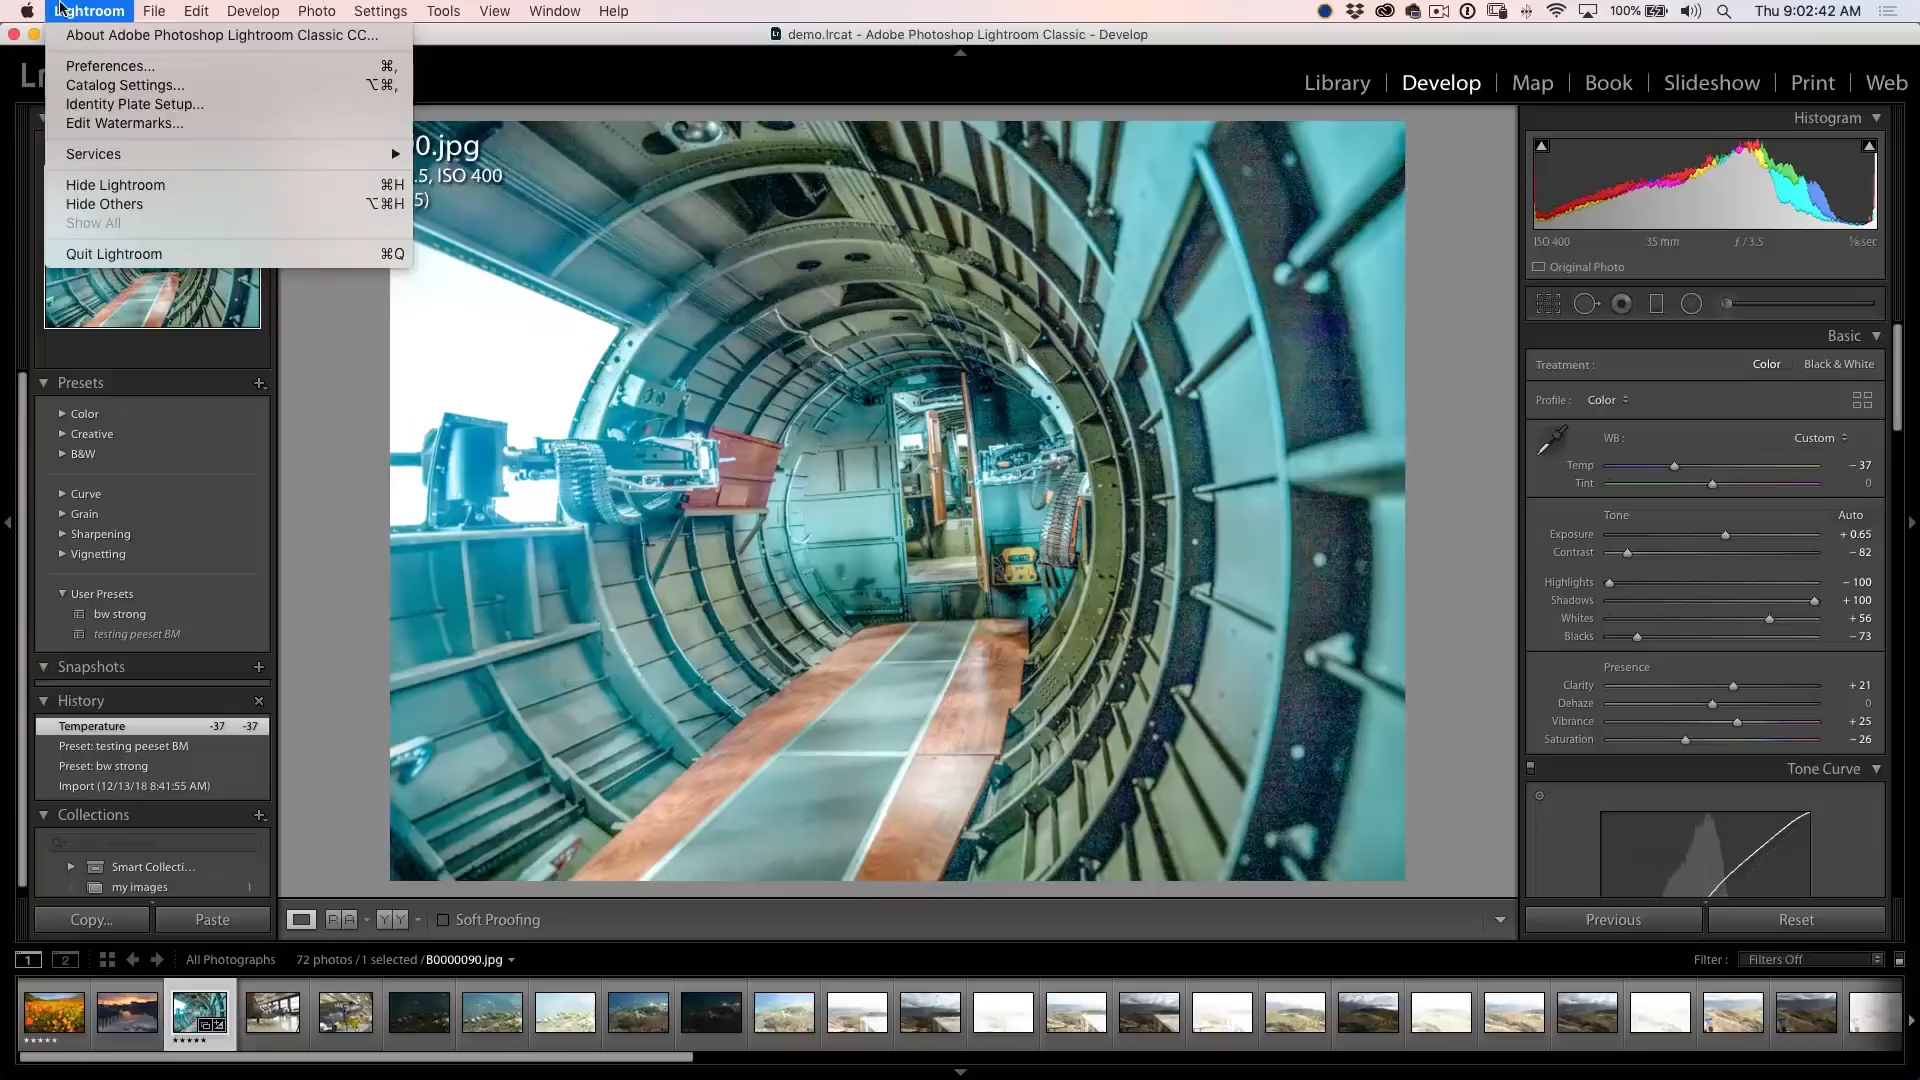 Lightroom File Edit Develop Photo Settings Tools View Window Help 100% Thu 9:02:42 AM
demo.lrcat - Adobe Photoshop Lightroom Classic - Develop
About Adobe Photoshop Lightroom Classic CC...
Preferences... ⌘,
Catalog Settings... ⌥⌘,
Identity Plate Setup...
Edit Watermarks...
Services
Hide Lightroom ⌘H
Hide Others ⌥⌘H
Show All
Quit Lightroom ⌘Q
Lr
Library Develop Map Book Slideshow Print Web
0.jpg
.5, ISO 400
5)
Presets
Color
Creative
B&W
Curve
Grain
Sharpening
Vignetting
User Presets
bw strong
testing peeset BM
Snapshots
History
Temperature -37 -37
Preset: testing peeset BM
Preset: bw strong
Import (12/13/18 8:41:55 AM)
Collections
Smart Collecti...
my images 1
Copy... Paste
R A Y Y Soft Proofing
Histogram
ISO 400 35 mm ƒ / 3.5 ⅙ sec
Original Photo
Basic
Treatment : Color Black & White
Profile : Color
WB : Custom
Temp - 37
Tint 0
Tone Auto
Exposure + 0.65
Contrast - 82
Highlights - 100
Shadows + 100
Whites + 56
Blacks - 73
Presence
Clarity + 21
Dehaze 0
Vibrance + 25
Saturation - 26
Tone Curve
Previous Reset
1 2 All Photographs 72 photos / 1 selected / B0000090.jpg Filter : Filters Off